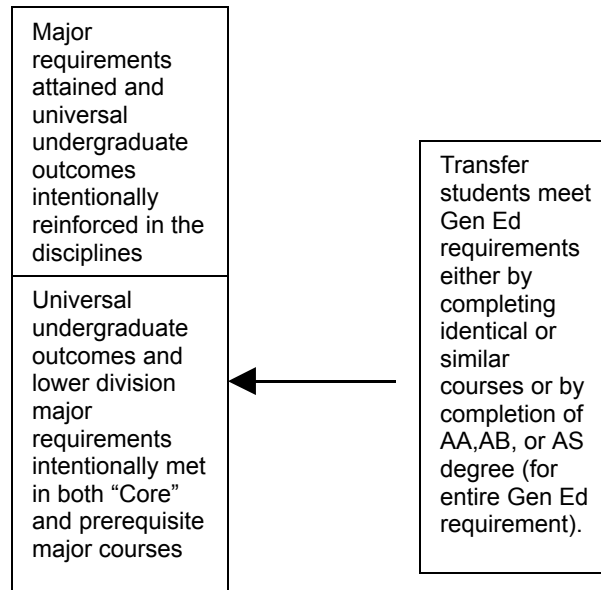 Major
requirements
attained and
universal
undergraduate
outcomes
intentionally
reinforced in the
disciplines
Universal
undergraduate
outcomes and
lower division
major
requirements
intentionally met
in both “Core”
and prerequisite
major courses
Transfer
students meet
Gen Ed
requirements
either by
completing
identical or
similar
courses or by
completion of
AA,AB, or AS
degree (for
entire Gen Ed
requirement).